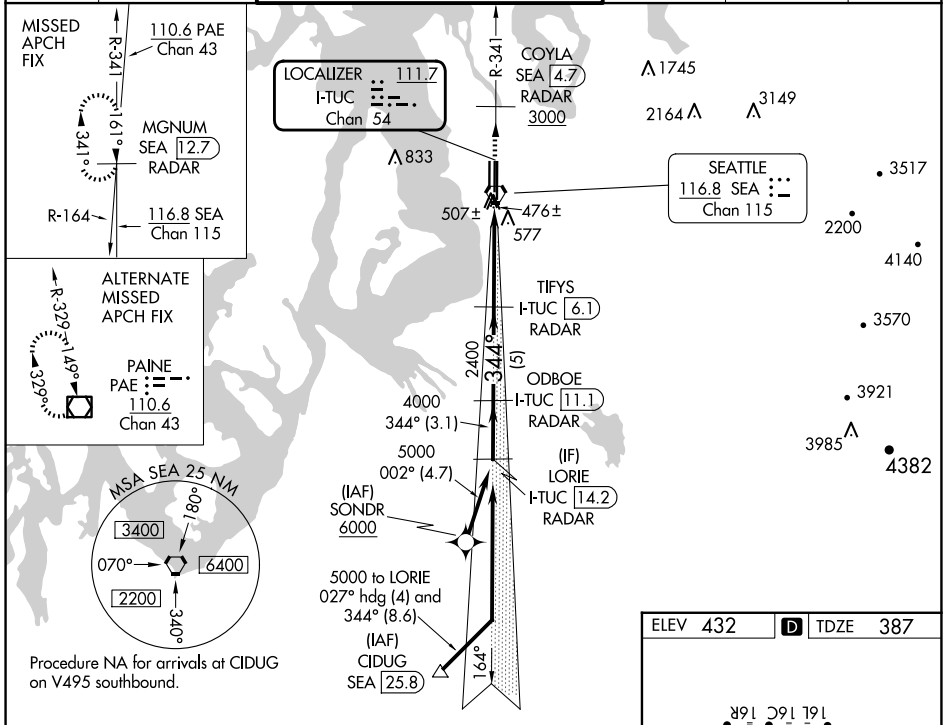 MISSED
APCH
FIX
R-341
110.6 PAE
Chan 43
161°
341°
MGNUM
SEA 12.7
RADAR
R-164
116.8 SEA
Chan 115
ALTERNATE
MISSED
APCH FIX
R-329
149°
329°
PAINE
PAE
110.6
Chan 43
MSA SEA 25 NM
180°
3400
070°
6400
2200
340°
Procedure NA for arrivals at CIDUG
on V495 southbound.
LOCALIZER 111.7
I-TUC
Chan 54
R-341
COYLA
SEA 4.7
RADAR
3000
1745
2164
3149
833
SEATTLE
116.8 SEA
Chan 115
3517
2200
4140
507±
476±
577
TIFYS
I-TUC 6.1
RADAR
3570
2400
344°
(5)
ODBOE
I-TUC 11.1
RADAR
4000
344° (3.1)
3921
3985
4382
5000
002° (4.7)
(IF)
LORIE
I-TUC 14.2
RADAR
(IAF)
SONDR
6000
5000 to LORIE
027° hdg (4) and
344° (8.6)
(IAF)
CIDUG
SEA 25.8
164°
ELEV 432 D TDZE 387
16R 16C 16L